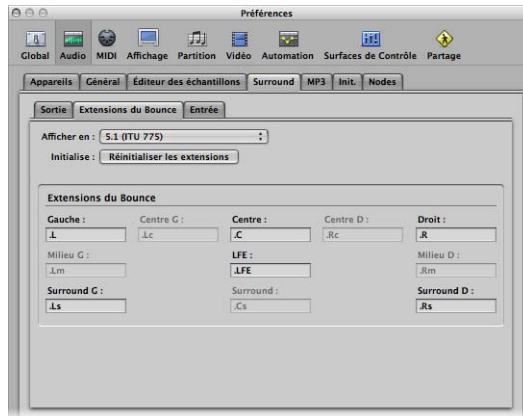 Préférences
Global Audio MIDI Affichage Partition Vidéo Automation Surfaces de Contrôle Partage
Appareils Général Éditeur des échantillons Surround MP3 Init. Nodes
Sortie Extensions du Bounce Entrée
Afficher en : 5.1 (ITU 775)
Initialise : Réinitialiser les extensions
Extensions du Bounce
Gauche : Centre G : Centre : Centre D : Droit :
.L .Lc .C .Rc .R
Milieu G : LFE : Milieu D :
.Lm .LFE .Rm
Surround G : Surround : Surround D :
.Ls .Cs .Rs